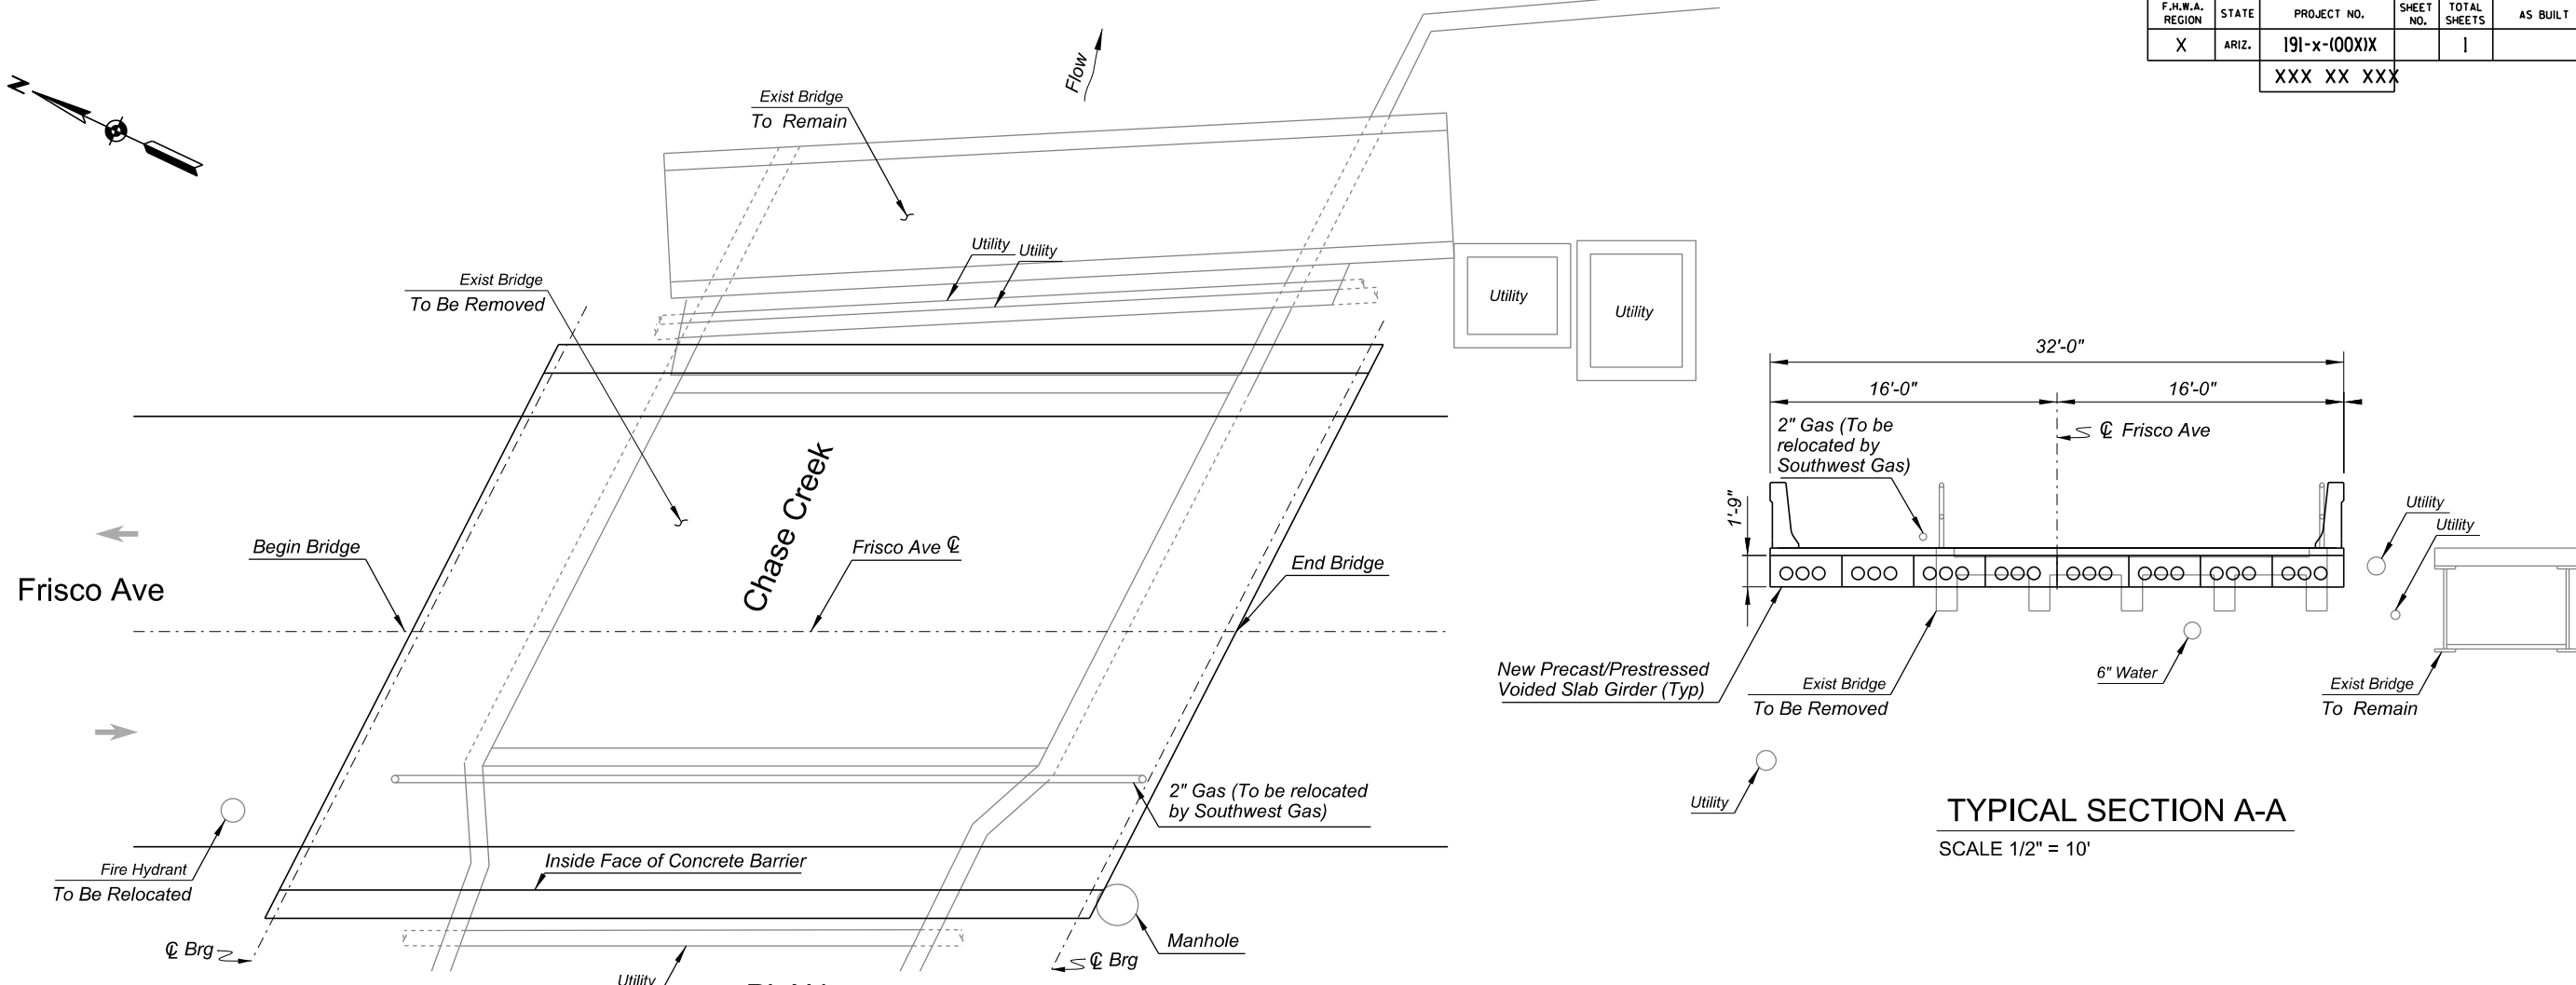 F.H.W.A. REGION
STATE
PROJECT NO.
SHEET NO.
TOTAL SHEETS
AS BUILT
X
ARIZ.
191-x-(00X)X
1
XXX XX XXX
N
Flow
Exist Bridge
To Remain
Utility
Utility
Exist Bridge
To Be Removed
Utility
Utility
Chase Creek
Begin Bridge
Frisco Ave ℄
End Bridge
Frisco Ave
2" Gas (To be relocated
by Southwest Gas)
Inside Face of Concrete Barrier
Fire Hydrant
To Be Relocated
℄ Brg
Manhole
℄ Brg
Utility
32'-0"
16'-0"
16'-0"
2" Gas (To be
relocated by
Southwest Gas)
℄ Frisco Ave
1'-9"
Utility
Utility
New Precast/Prestressed
Voided Slab Girder (Typ)
Exist Bridge
To Be Removed
6" Water
Exist Bridge
To Remain
Utility
TYPICAL SECTION A-A
SCALE 1/2" = 10'